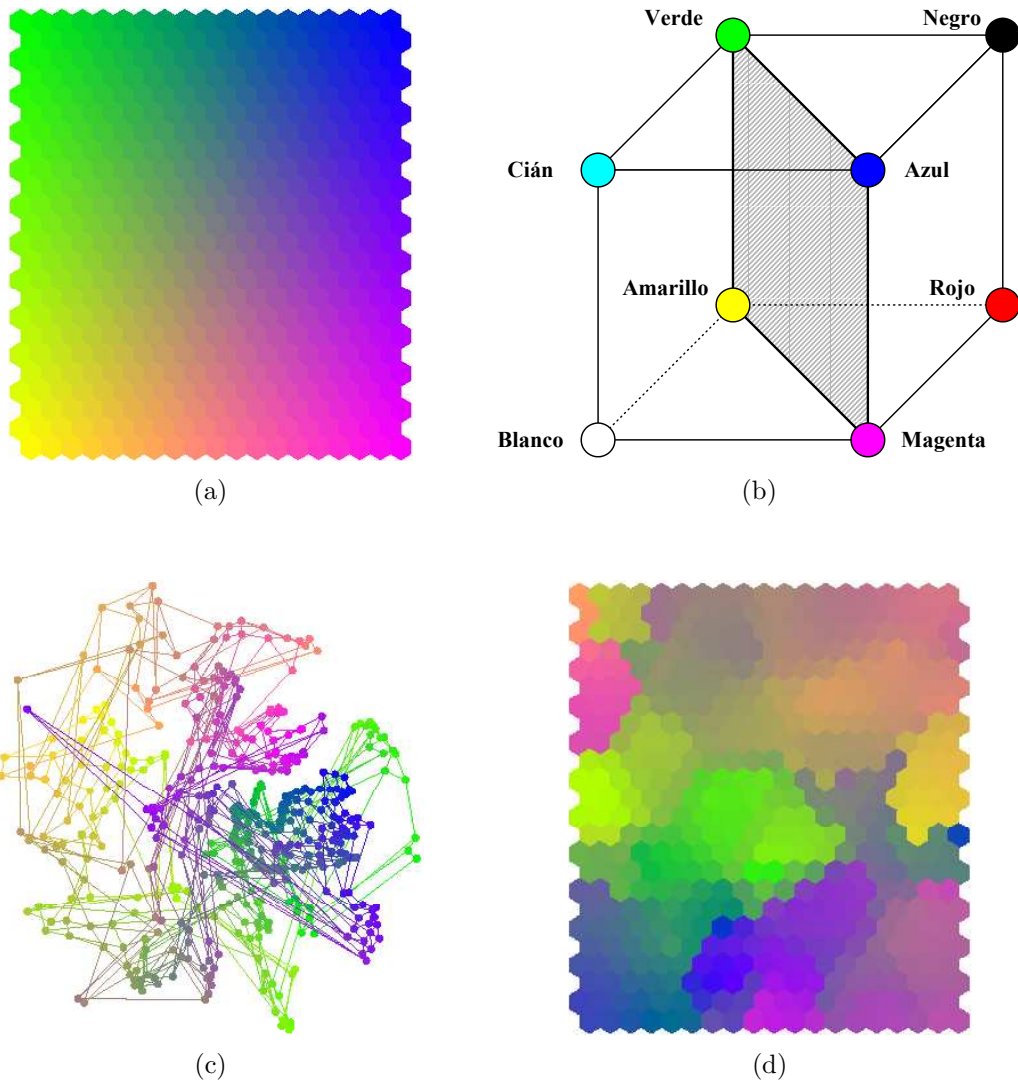 Verde
Negro
Cián
Azul
Amarillo
Rojo
Blanco
Magenta
(a)
(b)
(c)
(d)